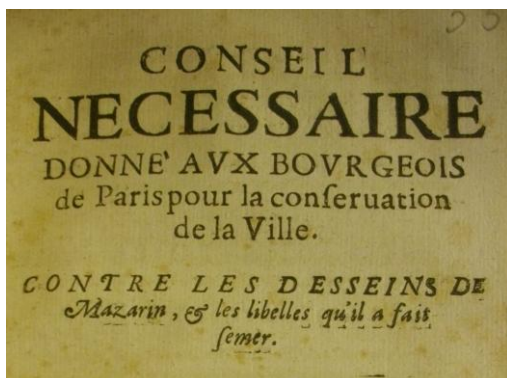 CONSEIL
NECESSAIRE
DONNE' AVX BOVRGEOIS
de Paris pour la conſeruation
de la Ville.
CONTRE LES DESSEINS DE
Mazarin, & les libelles qu'il a fait
ſemer.